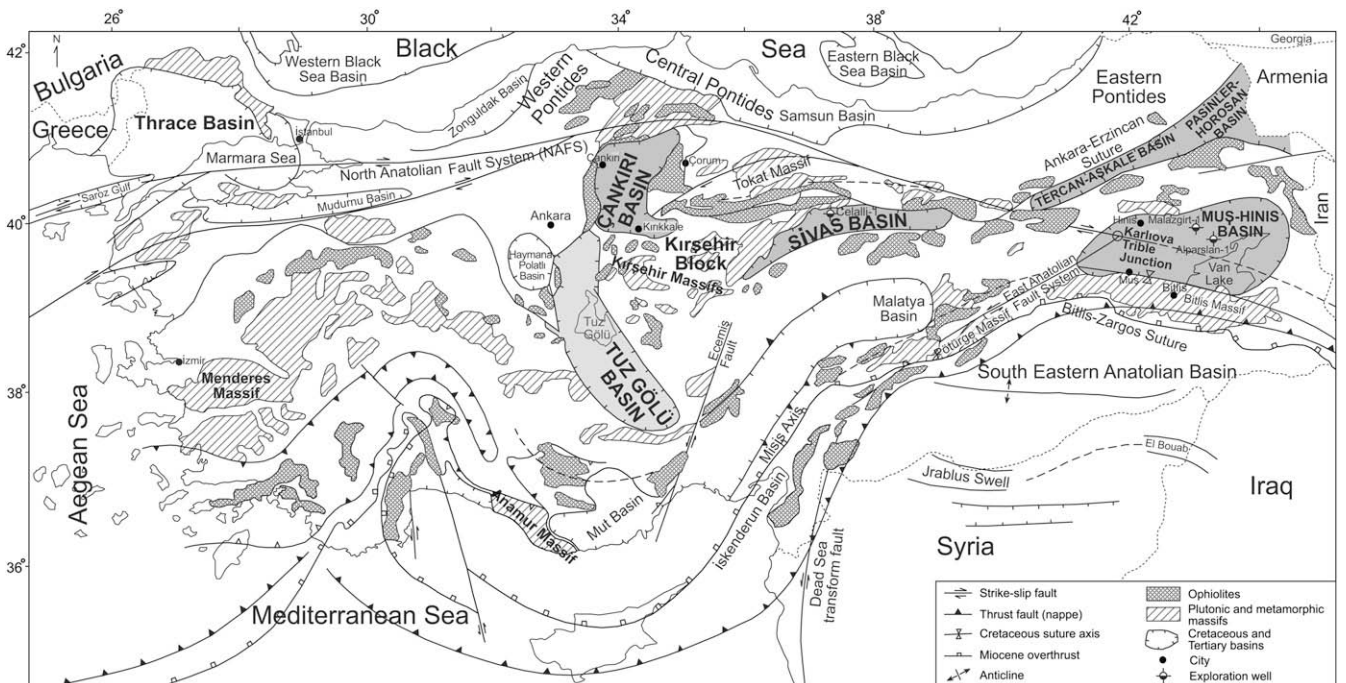 26°
30°
34°
38°
42°
N
42°
40°
38°
36°
Bulgaria
Greece
Thrace Basin
İstanbul
Marmara Sea
Saroz Gulf
Western Black
Sea Basin
Black
Sea
Zonguldak Basin
Western
Pontides
Central Pontides
Samsun Basin
Eastern Black
Sea Basin
Eastern
Pontides
Georgia
Armenia
Iran
North Anatolian Fault System (NAFS)
Mudurnu Basin
Çankırı
ÇANKIRI
BASIN
Çorum
Kırıkkale
Ankara
Haymana
Polatlı
Basin
Tokat Massif
Ankara-Erzincan
Suture
TERCAN-AŞKALE BASIN
PASİNLER-
HOROSAN
BASIN
Celalli-1
SİVAS BASIN
Kırşehir
Block
Kırşehir Massifs
Tuz
Gölü
TUZ GÖLÜ
BASIN
Ecemiş
Fault
Malatya
Basin
Hınıs
Malazgirt-1
MUŞ-HINIS
BASIN
Karlıova
Trible
Junction
Alparslan-1
Van
Lake
Muş
Bitlis
Bitlis Massif
East Anatolian
Fault System
Pötürge Massif
Bitlis-Zargos Suture
South Eastern Anatolian Basin
İzmir
Menderes
Massif
Aegean Sea
Anamur Massif
Mut Basin
Misis Axis
İskenderun Basin
Dead Sea
transform fault
El Bouab
Jrablus Swell
Iraq
Syria
Mediterranean Sea
Strike-slip fault
Thrust fault (nappe)
Cretaceous suture axis
Miocene overthrust
Anticline
Ophiolites
Plutonic and metamorphic
massifs
Cretaceous and
Tertiary basins
City
Exploration well